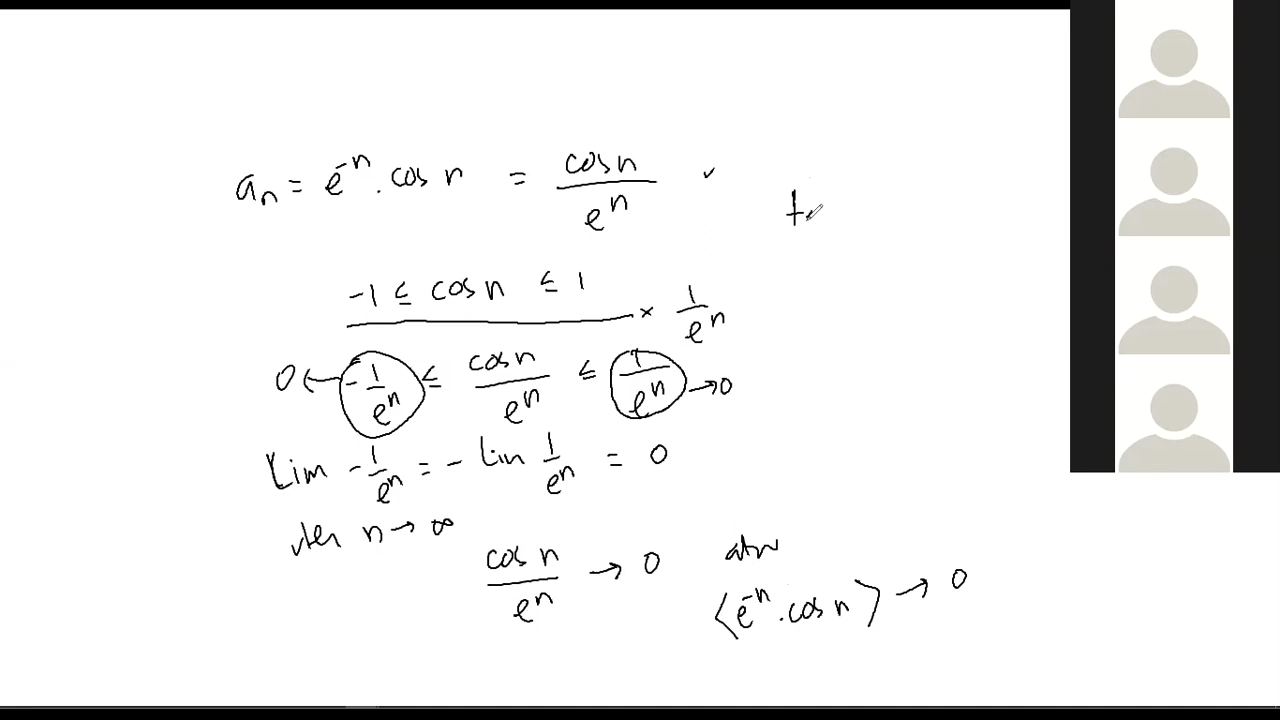 aₙ = e⁻ⁿ . cos n = cos n / eⁿ ✓
-1 ≤ cos n ≤ 1
× 1 / eⁿ
0 ← -1 / eⁿ ≤ cos n / eⁿ ≤ 1 / eⁿ → 0
Lim -1 / eⁿ = - lim 1 / eⁿ = 0
n → ∞
cos n / eⁿ → 0
⟨e⁻ⁿ . cos n⟩ → 0